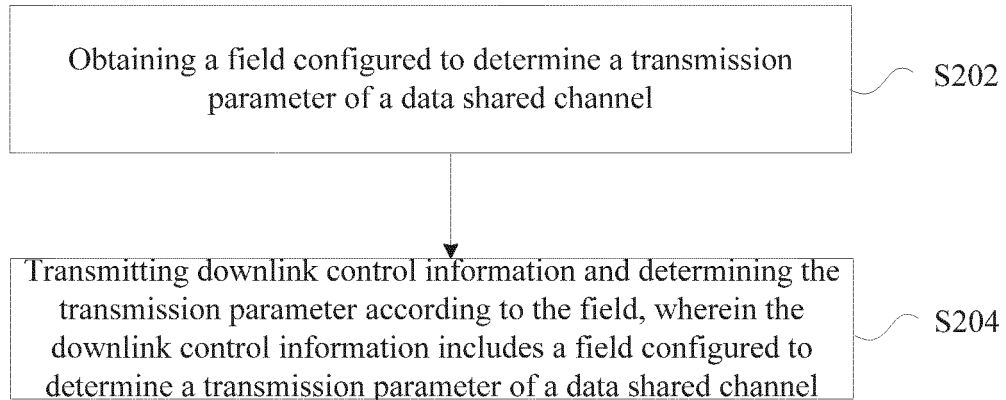 Obtaining a field configured to determine a transmission
parameter of a data shared channel
S202
Transmitting downlink control information and determining the
transmission parameter according to the field, wherein the
downlink control information includes a field configured to
determine a transmission parameter of a data shared channel
S204